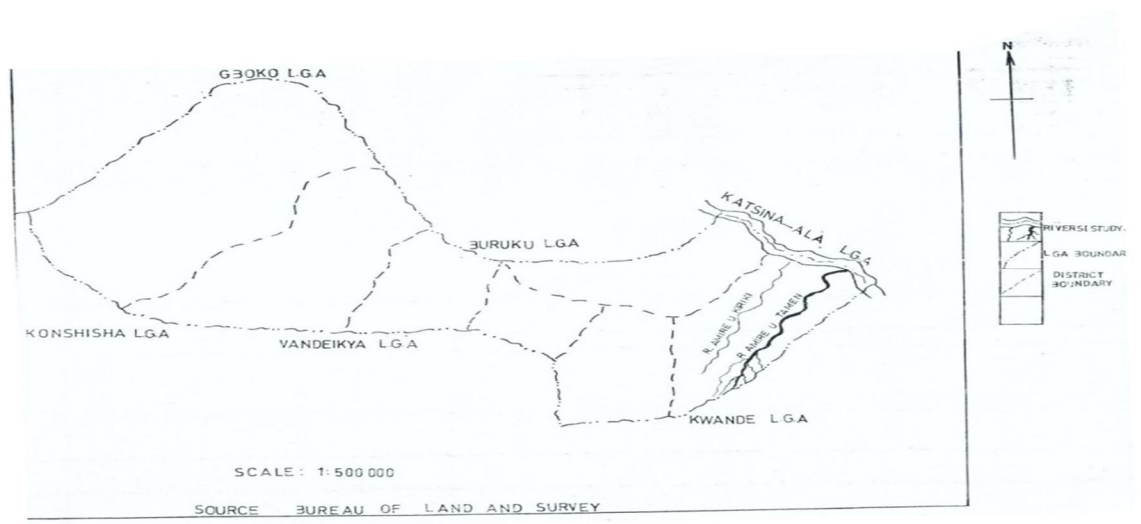 N
GBOKO L.G.A
KATSINA-ALA L.G.A
BURUKU L.G.A
RIVERS(STUDY.
L.G.A BOUNDAR
DISTRICT
BOUNDARY
R. AMIRE U. KIRIKI
R. AMIRE U. TAMEN
KONSHISHA L.G.A
VANDEIKYA L.G.A
KWANDE L.G.A
SCALE: 1:500 000
SOURCE BUREAU OF LAND AND SURVEY